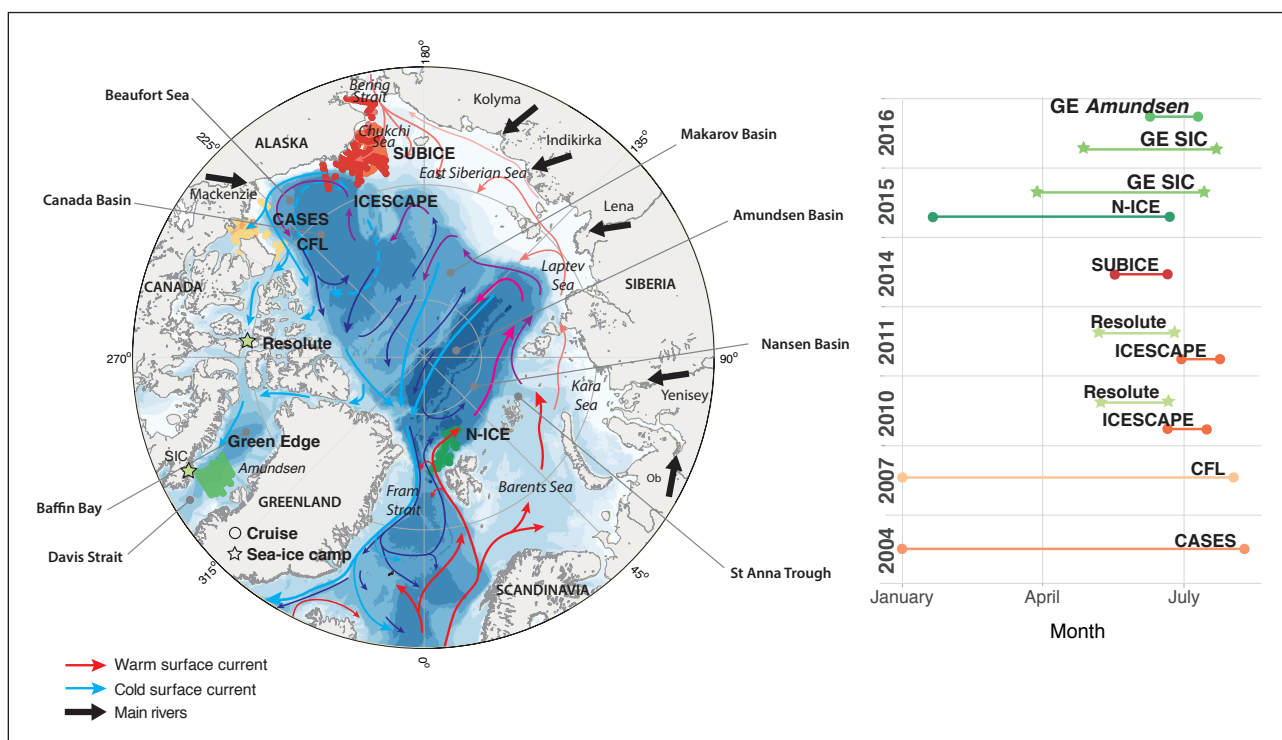 180°
Bering
Strait
Kolyma
Beaufort Sea
Chukchi
Sea
Makarov Basin
ALASKA
Indikirka
225°
135°
SUBICE
East Siberian Sea
Mackenzie
ICESCAPE
Canada Basin
CASES
Lena
Amundsen Basin
CFL
Laptev
Sea
CANADA
SIBERIA
Resolute
Nansen Basin
270°
90°
Kara
Sea
Yenisey
N-ICE
Green Edge
SIC
Amundsen
Ob
GREENLAND
Fram
Strait
Barents Sea
Baffin Bay
Cruise
Davis Strait
Sea-ice camp
St Anna Trough
315°
45°
SCANDINAVIA
0°
Warm surface current
Cold surface current
Main rivers
2016
GE Amundsen
GE SIC
2015
GE SIC
N-ICE
2014
SUBICE
2011
Resolute
ICESCAPE
2010
Resolute
ICESCAPE
2007
CFL
2004
CASES
January
April
July
Month